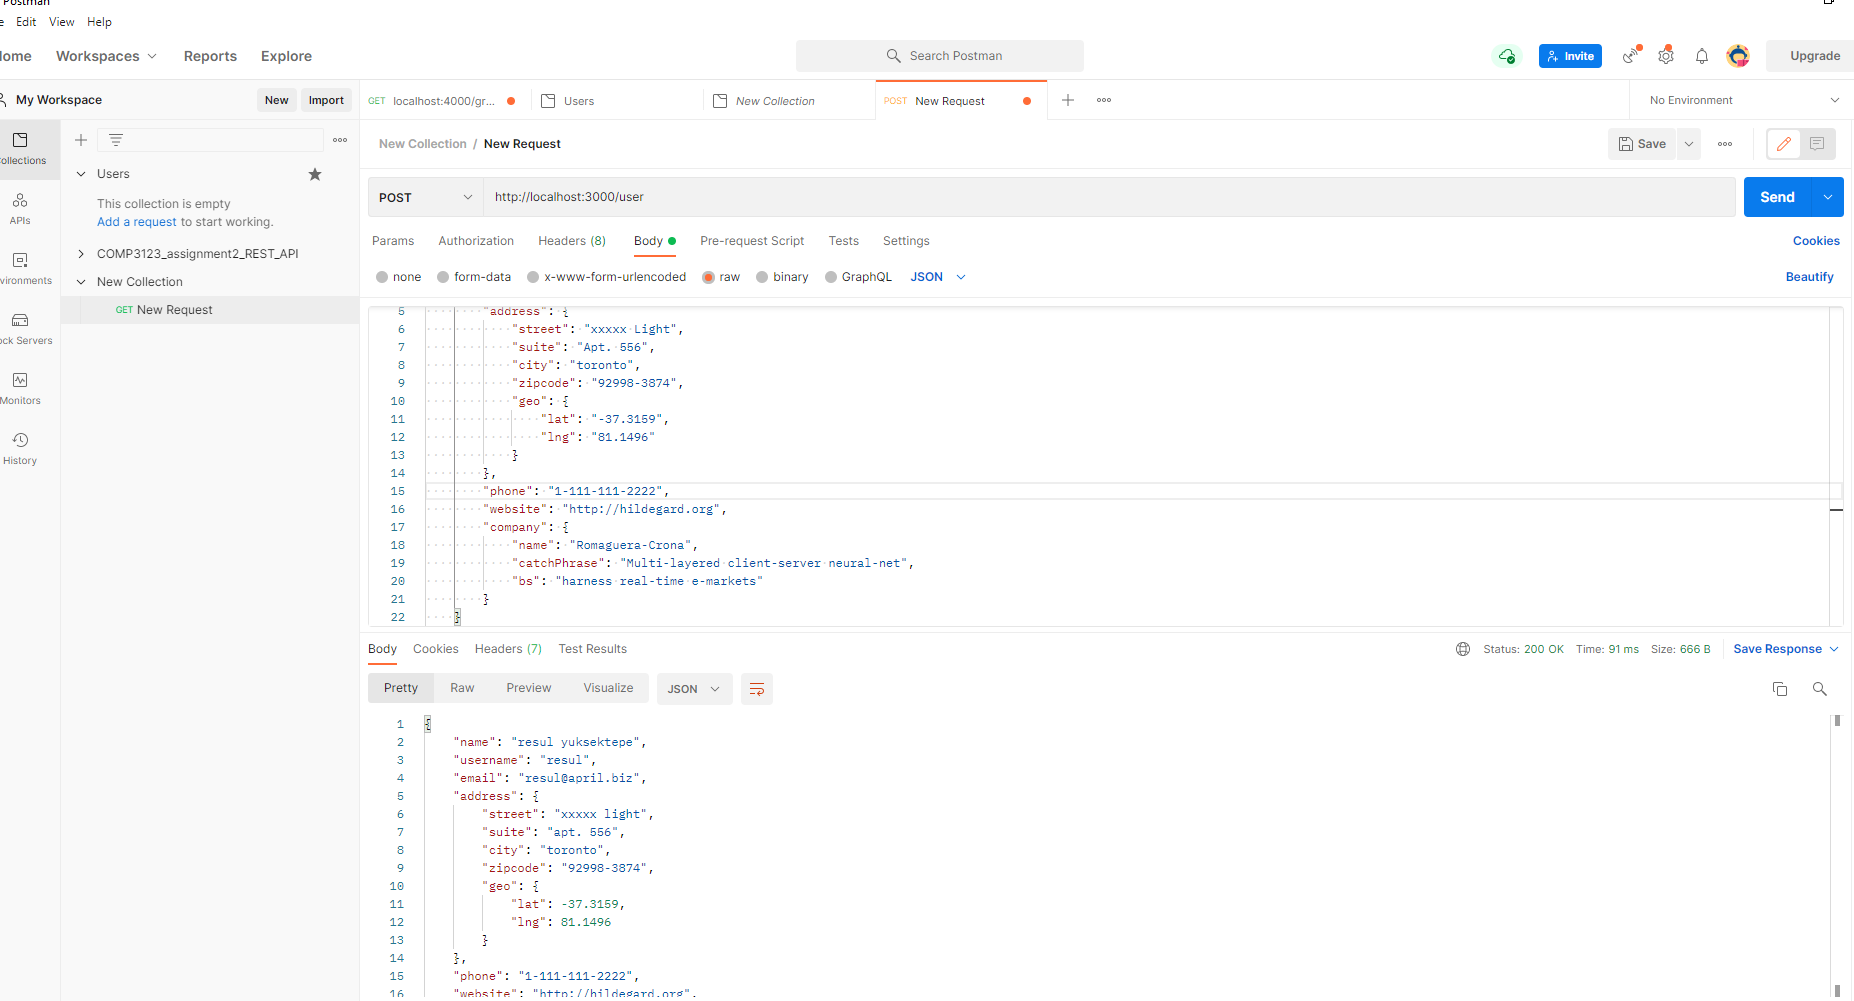 Postman
e Edit View Help
Home Workspaces Reports Explore
Search Postman
Invite
Upgrade
My Workspace
New Import
GET localhost:4000/gr...
Users
New Collection
POST New Request
No Environment
Collections
APIs
Environments
Mock Servers
Monitors
History
Users
This collection is empty
Add a request to start working.
COMP3123_assignment2_REST_API
New Collection
GET New Request
New Collection / New Request
Save
POST http://localhost:3000/user
Send
Params Authorization Headers (8) Body Pre-request Script Tests Settings
Cookies
none form-data x-www-form-urlencoded raw binary GraphQL JSON
Beautify
5 "address": {
6 "street": "xxxxx Light",
7 "suite": "Apt. 556",
8 "city": "toronto",
9 "zipcode": "92998-3874",
10 "geo": {
11 "lat": "-37.3159",
12 "lng": "81.1496"
13 }
14 },
15 "phone": "1-111-111-2222",
16 "website": "http://hildegard.org",
17 "company": {
18 "name": "Romaguera-Crona",
19 "catchPhrase": "Multi-layered client-server neural-net",
20 "bs": "harness real-time e-markets"
21 }
22 }
Body Cookies Headers (7) Test Results
Status: 200 OK Time: 91 ms Size: 666 B Save Response
Pretty Raw Preview Visualize JSON
1 {
2 "name": "resul yuksektepe",
3 "username": "resul",
4 "email": "resul@april.biz",
5 "address": {
6 "street": "xxxxx light",
7 "suite": "apt. 556",
8 "city": "toronto",
9 "zipcode": "92998-3874",
10 "geo": {
11 "lat": -37.3159,
12 "lng": 81.1496
13 }
14 },
15 "phone": "1-111-111-2222",
16 "website": "http://hildegard.org",